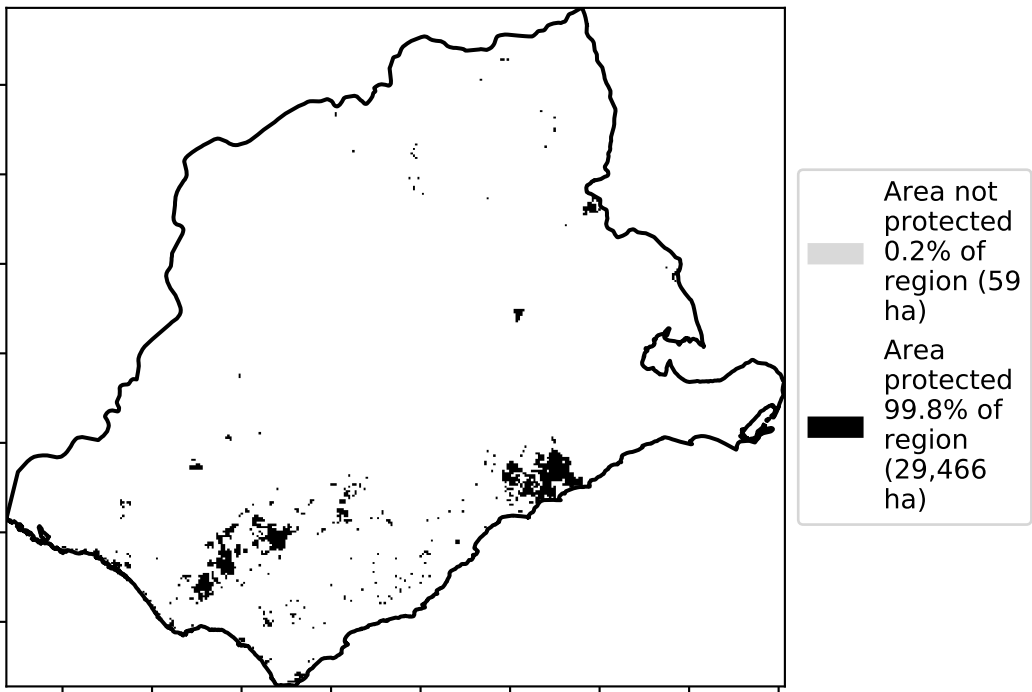 Area not
protected
0.2% of
region (59
ha)
Area
protected
99.8% of
region
(29,466
ha)